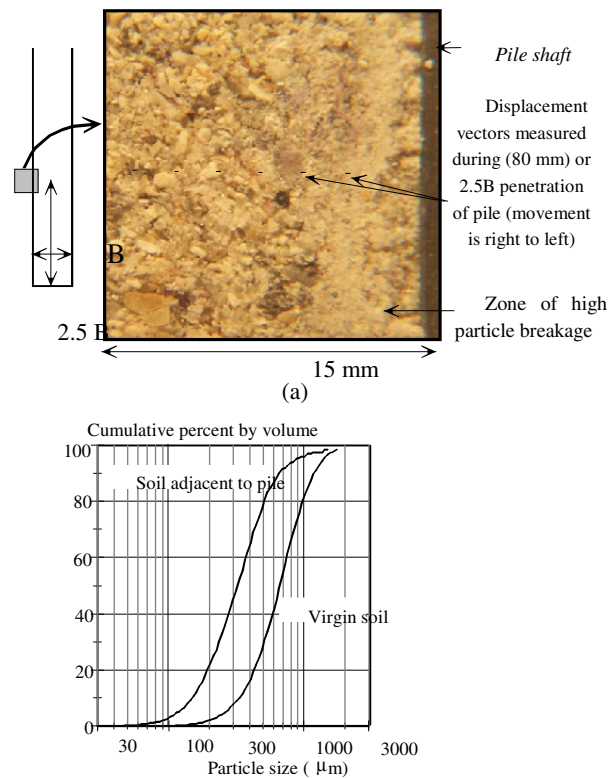 Pile shaft
Displacement
vectors measured
during (80 mm) or
2.5B penetration
of pile (movement
is right to left)
B
Zone of high
particle breakage
2.5 B
15 mm
(a)
Cumulative percent by volume
100
Soil adjacent to pile
80
60
40
Virgin soil
20
0
30 100 300 1000 3000
Particle size ( μm)